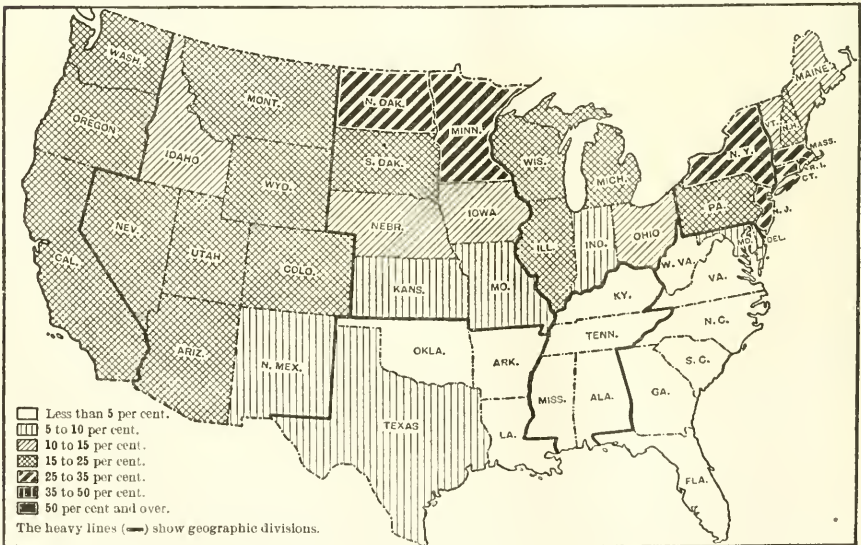 WASH.
OREGON
CAL.
NEV.
IDAHO
MONT.
WYO.
UTAH
COLO.
ARIZ.
N. MEX.
N. DAK.
S. DAK.
NEBR.
KANS.
OKLA.
TEXAS
MINN.
IOWA
MO.
ARK.
LA.
WIS.
ILL.
MICH.
IND.
OHIO
KY.
TENN.
MISS.
ALA.
GA.
FLA.
S. C.
N. C.
VA.
W. VA.
MD.
DEL.
PA.
N. J.
N. Y.
CT.
R. I.
MASS.
VT.
N. H.
MAINE
Less than 5 per cent.
5 to 10 per cent.
10 to 15 per cent.
15 to 25 per cent.
25 to 35 per cent.
35 to 50 per cent.
50 per cent and over.
The heavy lines (▬) show geographic divisions.